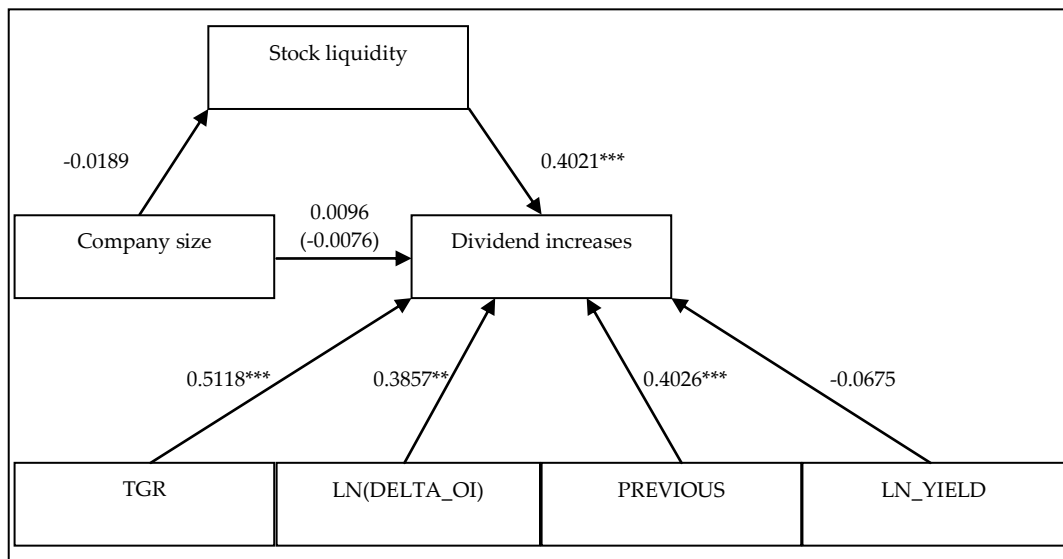 Stock liquidity
-0.0189
0.4021***
Company size
0.0096
(-0.0076)
Dividend increases
0.5118***
0.3857**
0.4026***
-0.0675
TGR
LN(DELTA_OI)
PREVIOUS
LN_YIELD